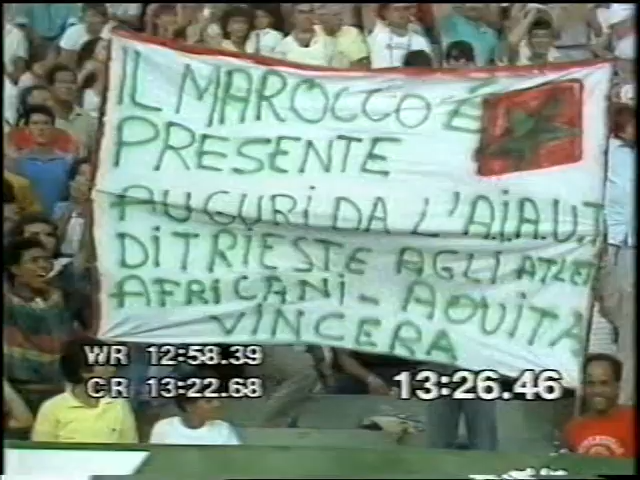 IL MAROCCO É
PRESENTE
AUGURI DA L'A.I.A.U.T
DI TRIESTE AGLI ATLETI
AFRICANI - AOUITA
VINCERA
WR 12:58.39
CR 13:22.68
13:26.46